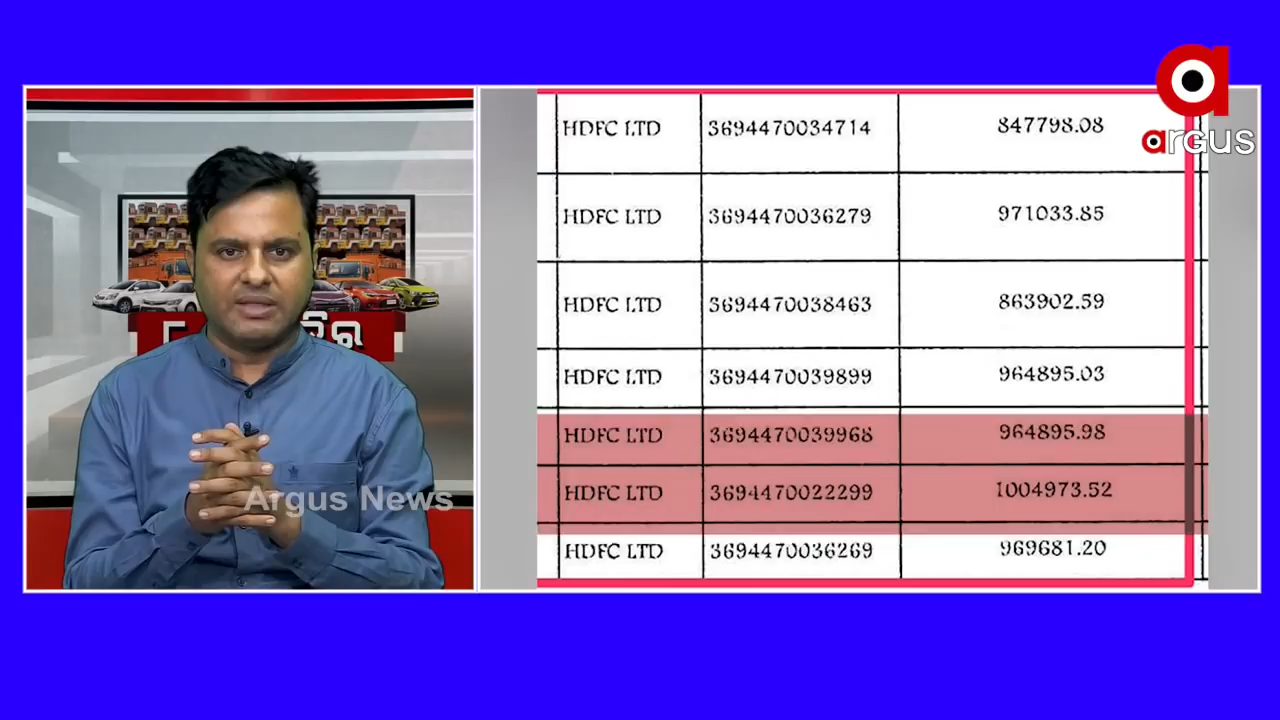 argus
HDFC LTD 3694470034714 847798.08
HDFC LTD 3694470036279 971033.85
HDFC LTD 3694470038463 863902.59
HDFC LTD 3694470039899 964895.03
HDFC LTD 3694470039968 964895.98
HDFC LTD 3694470022299 1004973.52
HDFC LTD 3694470036269 969681.20
Argus News